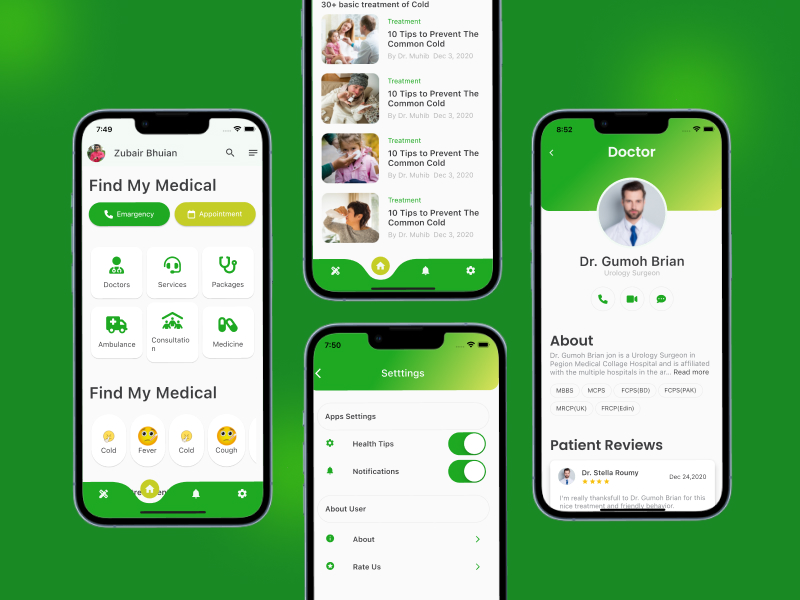 7:49
Zubair Bhuian
Find My Medical
Emargency
Appointment
Doctors
Services
Packages
Ambulance
Consultatio
n
Medicine
Find My Medical
Cold
Fever
Cold
Cough
30+ basic treatment of Cold
Treatment
10 Tips to Prevent The
Common Cold
By Dr. Muhib Dec 3, 2020
Treatment
10 Tips to Prevent The
Common Cold
By Dr. Muhib Dec 3, 2020
Treatment
10 Tips to Prevent The
Common Cold
By Dr. Muhib Dec 3, 2020
Treatment
10 Tips to Prevent The
Common Cold
By Dr. Muhib Dec 3, 2020
7:50
Setttings
Apps Settings
Health Tips
Notifications
About User
About
Rate Us
8:52
Doctor
Dr. Gumoh Brian
Urology Surgeon
About
Dr. Gumoh Brian jon is a Urology Surgeon in
Pegion Medical Collage Hospital and is affiliated
with the multiple hospitals in the ar... Read more
MBBS
MCPS
FCPS(BD)
FCPS(PAK)
MRCP(UK)
FRCP(Edin)
Patient Reviews
Dr. Stella Roumy
Dec 24,2020
I'm really thanksfull to Dr. Gumoh Brian for this
nice treatment and friendly behavior.